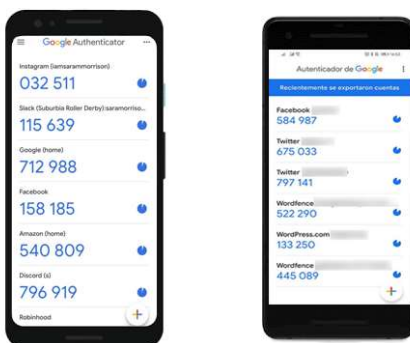 Google Authenticator
Instagram (iamsarammorrison)
032 511
Slack (Suburbia Roller Derby):saramorriso...
115 639
Google (home)
712 988
Facebook
158 185
Amazon (home)
540 809
Discord (s)
796 919
Robinhood
Autenticador de Google
Recientemente se exportaron cuentas
Facebook
584 987
Twitter
675 033
Twitter
797 141
Wordfence
522 290
WordPress.com
133 250
Wordfence
445 089